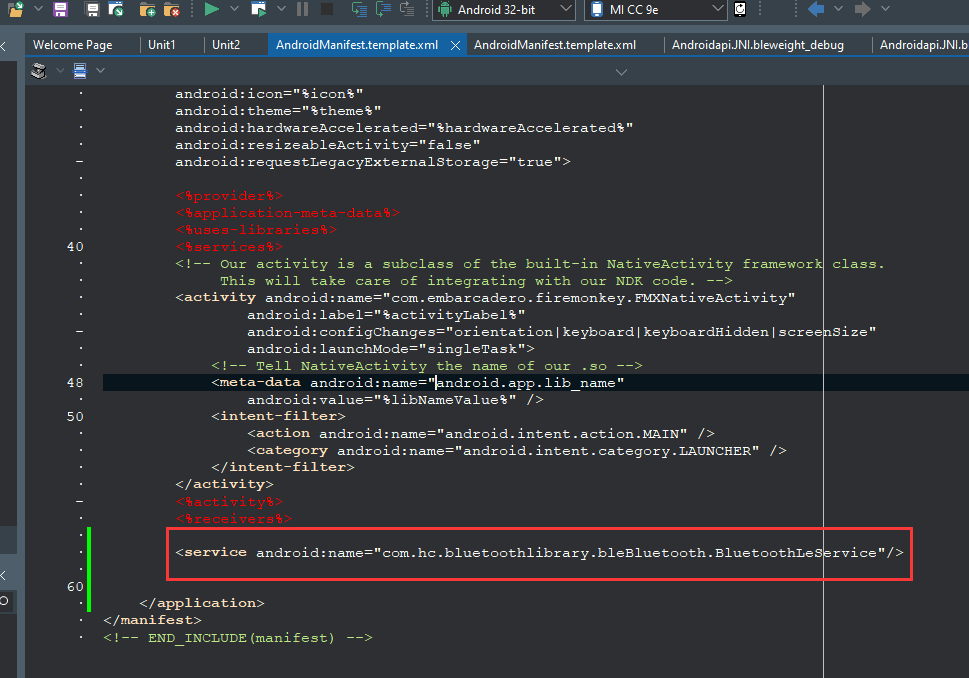 Android 32-bit
MI CC 9e
Welcome Page
Unit1
Unit2
AndroidManifest.template.xml
AndroidManifest.template.xml
AndroidapiJNI.bleweight_debug
AndroidapiJNI.b
android:icon="%icon%"
android:theme="%theme%"
android:hardwareAccelerated="%hardwareAccelerated%"
android:resizeableActivity="false"
android:requestLegacyExternalStorage="true">
<%provider%>
<%application-meta-data%>
<%uses-libraries%>
40 <%services%>
<!-- Our activity is a subclass of the built-in NativeActivity framework class.
This will take care of integrating with our NDK code. -->
<activity android:name="com.embarcadero.firemonkey.FMXNativeActivity"
android:label="%activityLabel%"
android:configChanges="orientation|keyboard|keyboardHidden|screenSize"
android:launchMode="singleTask">
<!-- Tell NativeActivity the name of our .so -->
48 <meta-data android:name="android.app.lib_name"
android:value="%libNameValue%" />
50 <intent-filter>
<action android:name="android.intent.action.MAIN" />
<category android:name="android.intent.category.LAUNCHER" />
</intent-filter>
</activity>
<%activity%>
<%receivers%>
<service android:name="com.hc.bluetoothlibrary.bleBluetooth.BluetoothLeService"/>
60
</application>
</manifest>
<!-- END_INCLUDE(manifest) -->